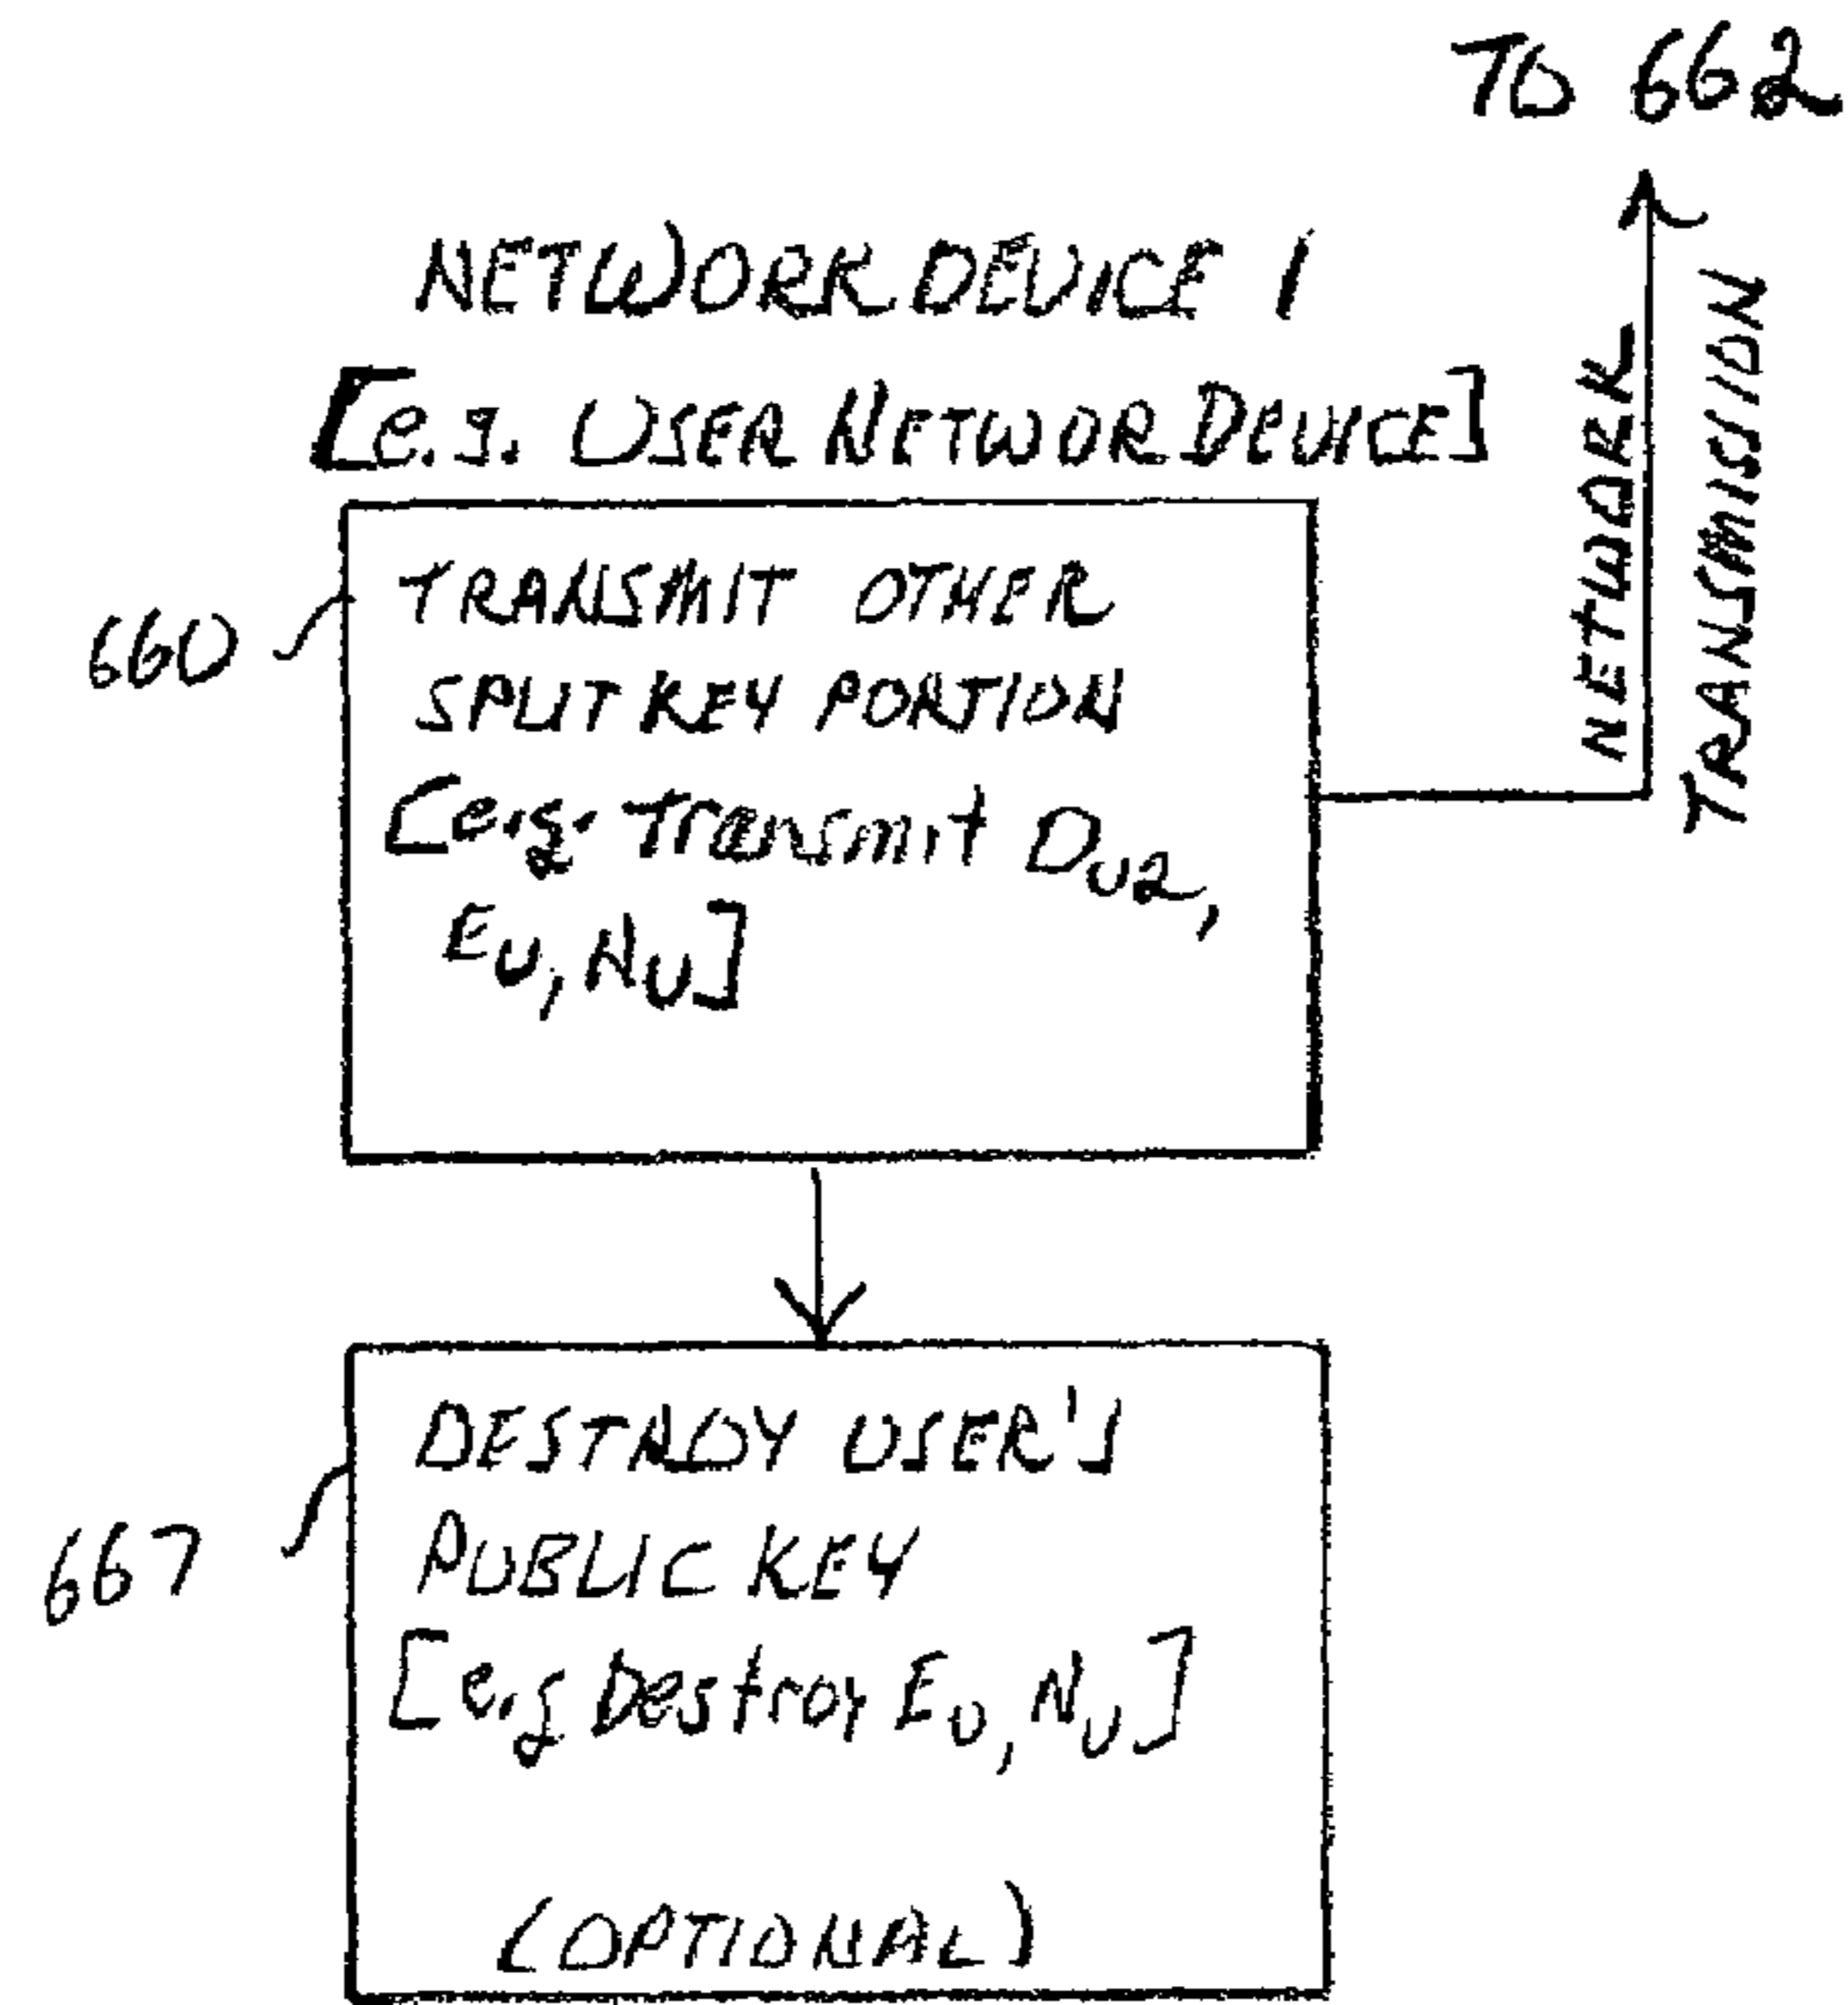 TO 662
NETWORK DEVICE 1
[e.g. USER NETWOR DEVICE]
NETWORK
TRANSMISSION
660
TRANSMIT OTHER
SPLIT KEY PORTION
[e.g. Transmit D_U2,
E_U, N_U]
667
DESTROY USER'S
PUBLIC KEY
[e.g Destroy E_U, N_U]
(OPTIONAL)